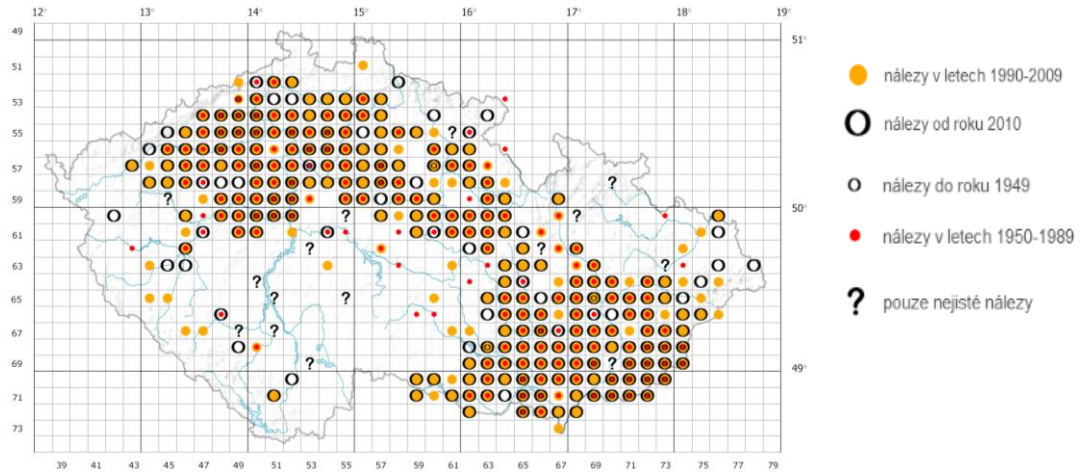 12° 13° 14° 15° 16° 17° 18° 19°
49
51°
51
53
55
57
59
50°
61
63
65
67
69
49°
71
73
39 41 43 45 47 49 51 53 55 57 59 61 63 65 67 69 71 73 75 77 79
nálezy v letech 1990-2009
nálezy od roku 2010
nálezy do roku 1949
nálezy v letech 1950-1989
? pouze nejisté nálezy